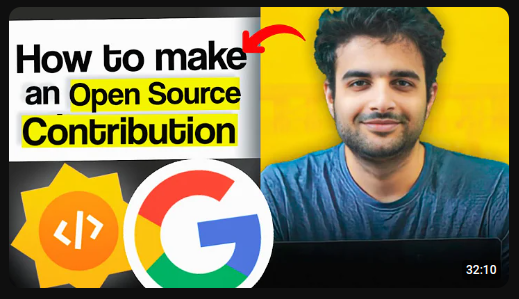 How to make
an Open Source
Contribution
</>
G
32:10